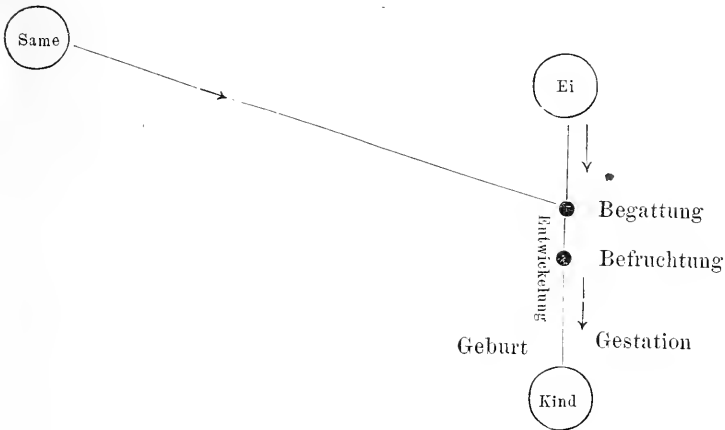 Same
Ei
Begattung
Entwickelung
Befruchtung
Geburt
Gestation
Kind